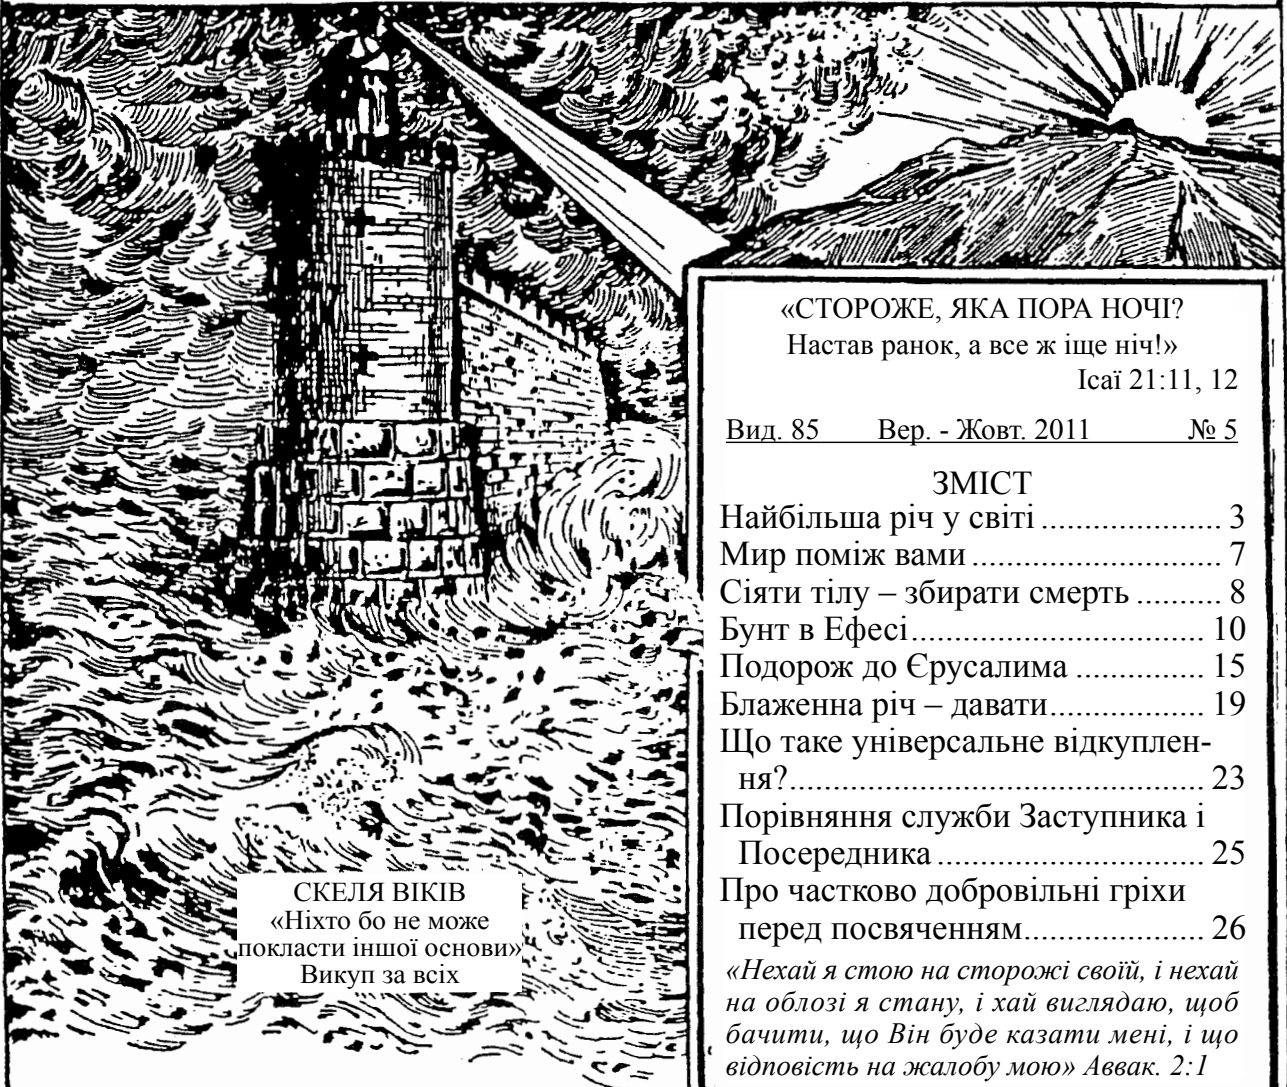 «СТОРОЖЕ, ЯКА ПОРА НОЧІ?
Настав ранок, а все ж іще ніч!»
Ісаї 21:11, 12
Вид. 85 Вер. - Жовт. 2011 № 5
ЗМІСТ
Найбільша річ у світі .................... 3
Мир поміж вами ........................... 7
Сіяти тілу – збирати смерть .......... 8
Бунт в Ефесі.................................. 10
Подорож до Єрусалима ............... 15
Блаженна річ – давати.................. 19
Що таке універсальне відкуплен-
ня?................................................. 23
Порівняння служби Заступника і
Посередника ................................ 25
Про частково добровільні гріхи
перед посвяченням...................... 26
«Нехай я стою на сторожі своїй, і нехай
на облозі я стану, і хай виглядаю, щоб
бачити, що Він буде казати мені, і що
відповість на жалобу мою» Аввак. 2:1
СКЕЛЯ ВІКІВ
«Ніхто бо не може
покласти іншої основи»
Викуп за всіх